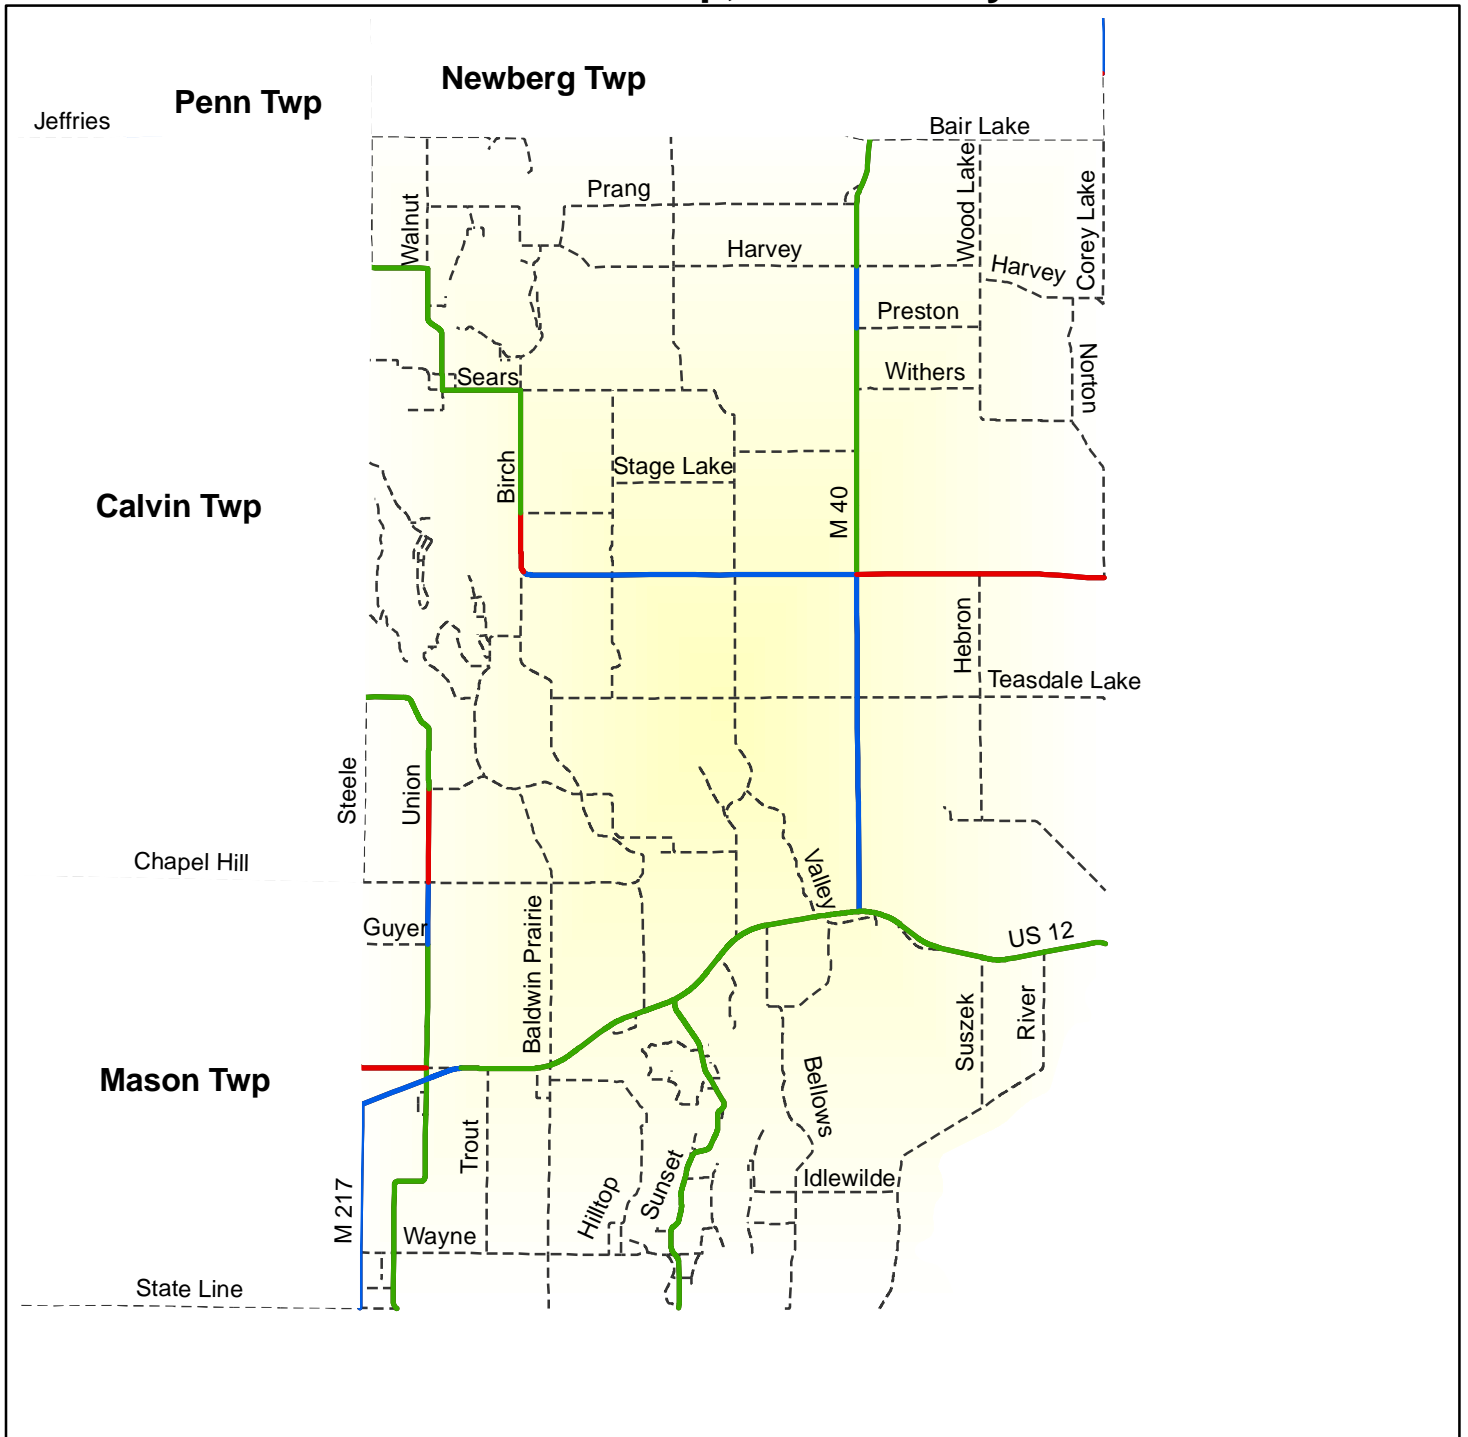 Newberg Twp
Penn Twp
Jeffries
Bair Lake
Prang
Walnut
Wood Lake
Corey Lake
Harvey
Harvey
Preston
Norton
Withers
Sears
Stage Lake
Birch
M 40
Calvin Twp
Hebron
Teasdale Lake
Steele
Union
Chapel Hill
Valley
Guyer
Baldwin Prairie
US 12
Suszek
River
Mason Twp
Bellows
Trout
Sunset
Idlewilde
Hilltop
M 217
Wayne
State Line